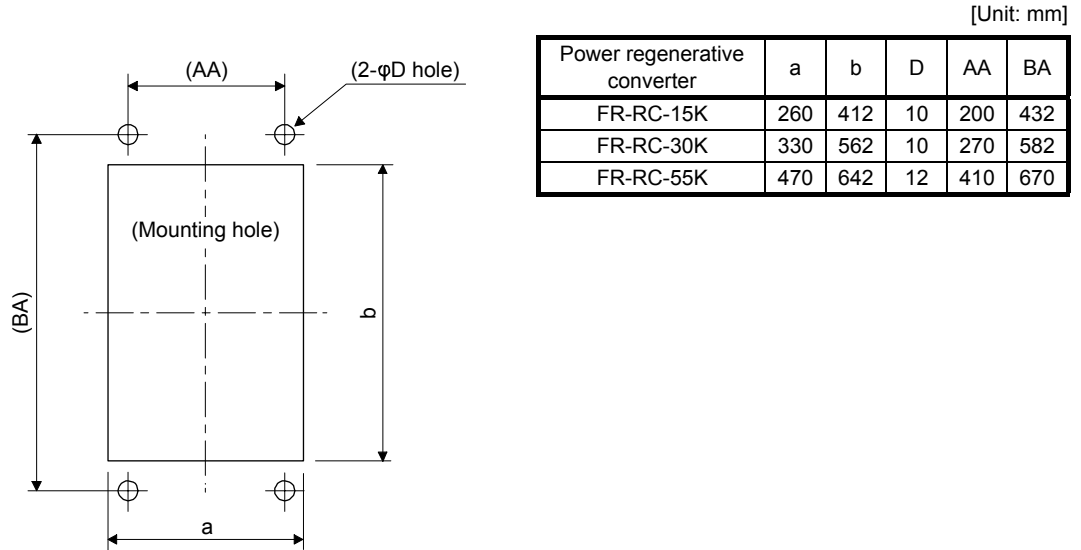 [Unit: mm]
(AA)
(2-φD hole)
(Mounting hole)
(BA)
b
a
Power regenerative
converter
a b D AA BA
FR-RC-15K 260 412 10 200 432
FR-RC-30K 330 562 10 270 582
FR-RC-55K 470 642 12 410 670